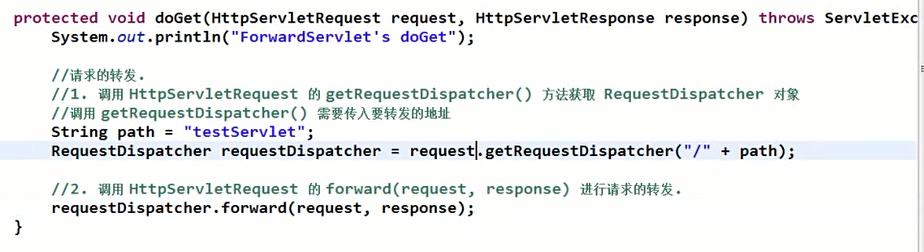 protected void doGet(HttpServletRequest request, HttpServletResponse response) throws ServletExc
System.out.println("ForwardServlet's doGet");
//请求的转发.
//1. 调用 HttpServletRequest 的 getRequestDispatcher() 方法获取 RequestDispatcher 对象
//调用 getRequestDispatcher() 需要传入要转发的地址
String path = "testServlet";
RequestDispatcher requestDispatcher = request.getRequestDispatcher("/" + path);
//2. 调用 HttpServletRequest 的 forward(request, response) 进行请求的转发.
requestDispatcher.forward(request, response);
}